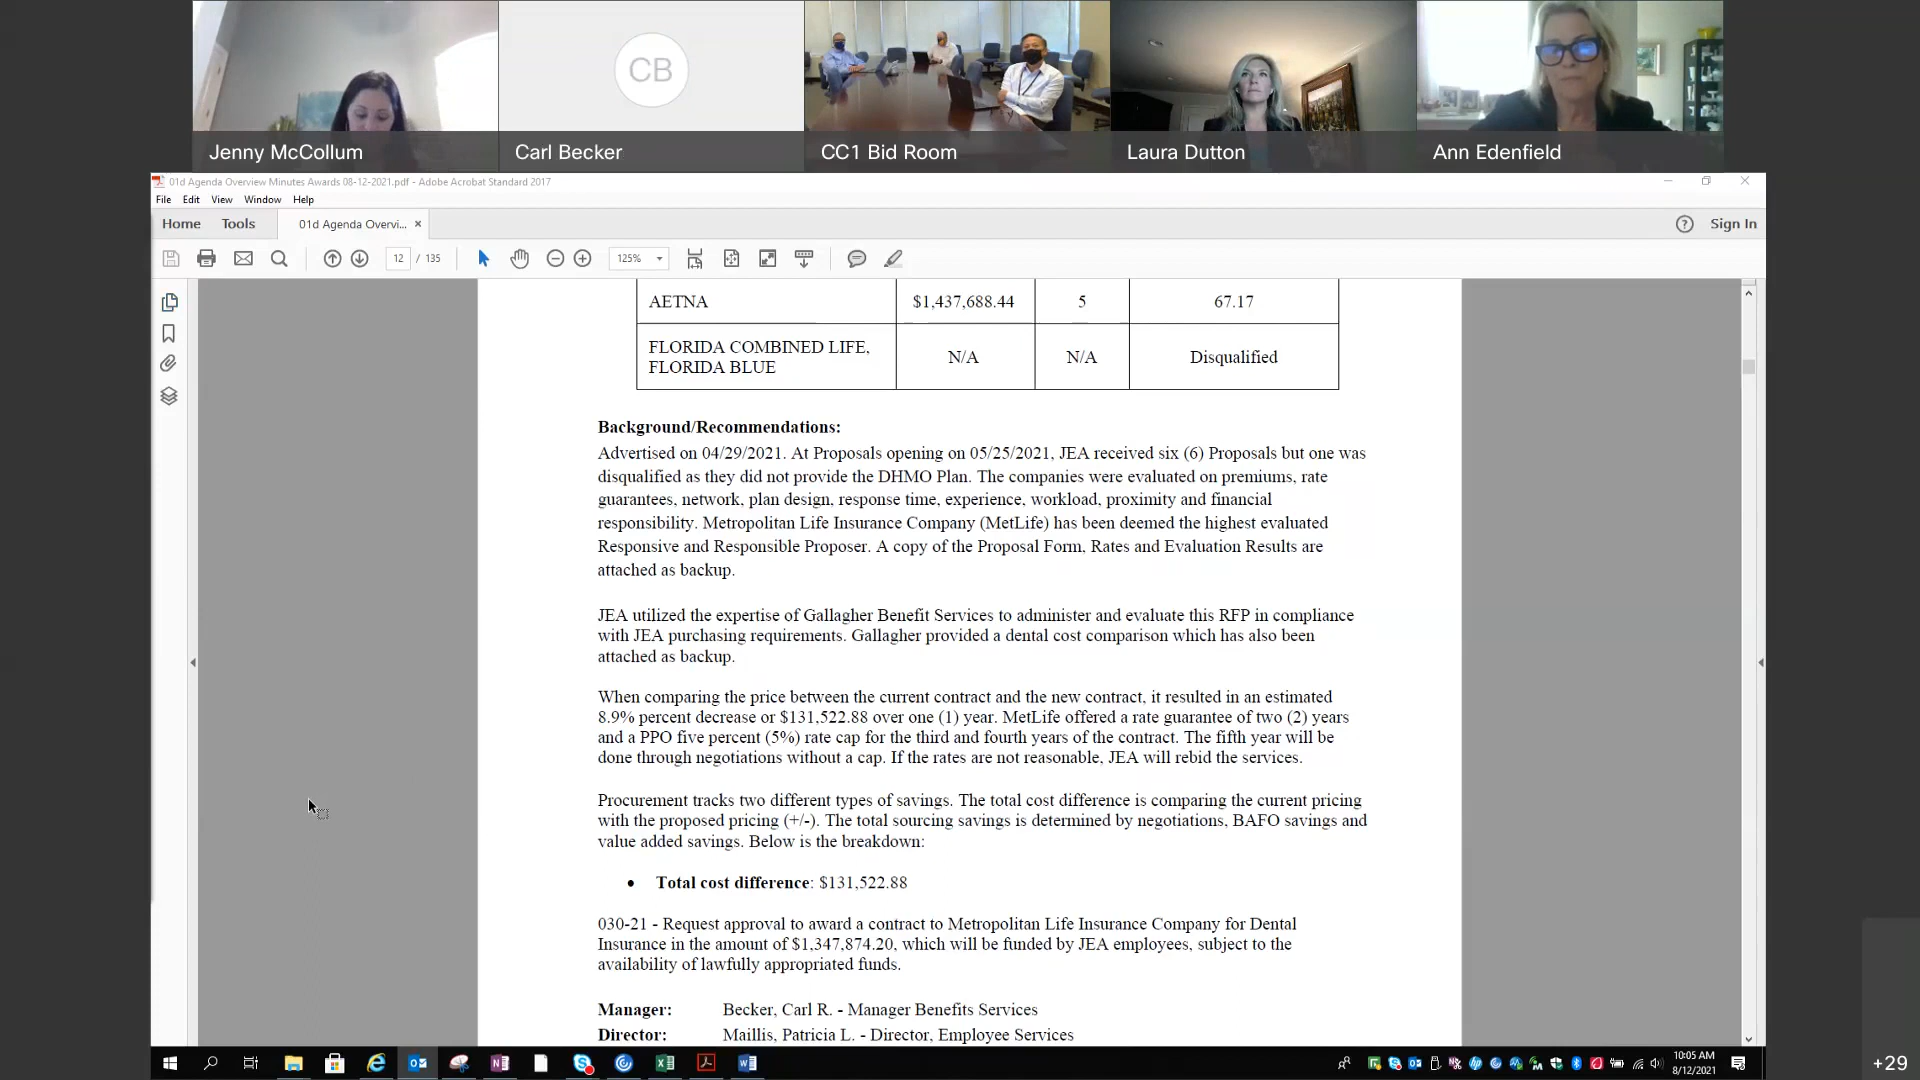 CB
Jenny McCollum
Carl Becker
CC1 Bid Room
Laura Dutton
Ann Edenfield
01d Agenda Overview Minutes Awards 08-12-2021.pdf - Adobe Acrobat Standard 2017
File Edit View Window Help
Home Tools 01d Agenda Overvi... × Sign In
12 / 135 125%
AETNA $1,437,688.44 5 67.17
FLORIDA COMBINED LIFE,
FLORIDA BLUE N/A N/A Disqualified
Background/Recommendations:
Advertised on 04/29/2021. At Proposals opening on 05/25/2021, JEA received six (6) Proposals but one was
disqualified as they did not provide the DHMO Plan. The companies were evaluated on premiums, rate
guarantees, network, plan design, response time, experience, workload, proximity and financial
responsibility. Metropolitan Life Insurance Company (MetLife) has been deemed the highest evaluated
Responsive and Responsible Proposer. A copy of the Proposal Form, Rates and Evaluation Results are
attached as backup.
JEA utilized the expertise of Gallagher Benefit Services to administer and evaluate this RFP in compliance
with JEA purchasing requirements. Gallagher provided a dental cost comparison which has also been
attached as backup.
When comparing the price between the current contract and the new contract, it resulted in an estimated
8.9% percent decrease or $131,522.88 over one (1) year. MetLife offered a rate guarantee of two (2) years
and a PPO five percent (5%) rate cap for the third and fourth years of the contract. The fifth year will be
done through negotiations without a cap. If the rates are not reasonable, JEA will rebid the services.
Procurement tracks two different types of savings. The total cost difference is comparing the current pricing
with the proposed pricing (+/-). The total sourcing savings is determined by negotiations, BAFO savings and
value added savings. Below is the breakdown:
• Total cost difference: $131,522.88
030-21 - Request approval to award a contract to Metropolitan Life Insurance Company for Dental
Insurance in the amount of $1,347,874.20, which will be funded by JEA employees, subject to the
availability of lawfully appropriated funds.
Manager: Becker, Carl R. - Manager Benefits Services
Director: Maillis, Patricia L. - Director, Employee Services
10:05 AM
8/12/2021
+29